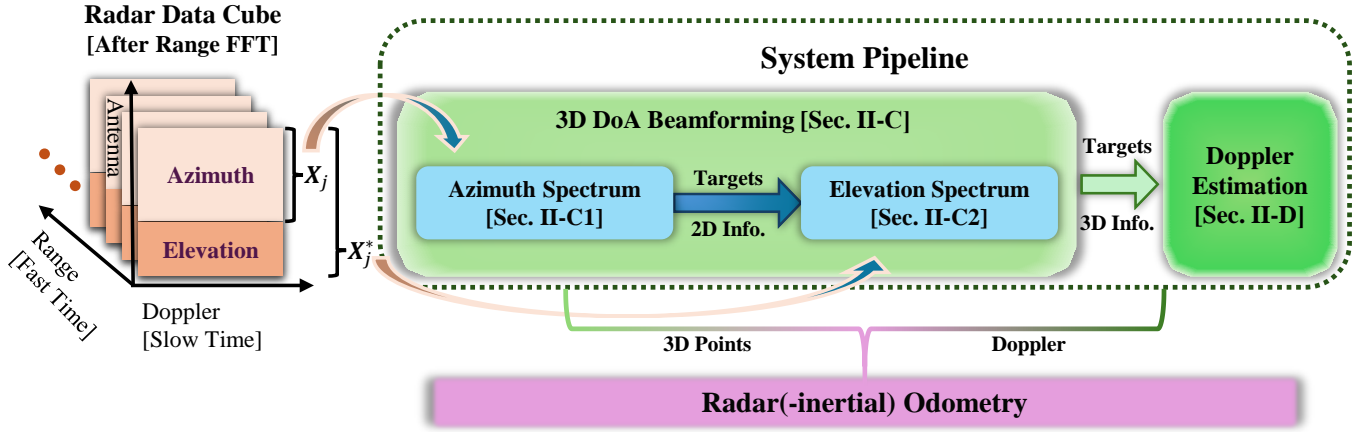 Radar Data Cube
[After Range FFT]
Antenna
Azimuth
Elevation
X_j
X_j^*
Range
[Fast Time]
Doppler
[Slow Time]
System Pipeline
3D DoA Beamforming [Sec. II-C]
Azimuth Spectrum
[Sec. II-C1]
Targets
2D Info.
Elevation Spectrum
[Sec. II-C2]
Targets
3D Info.
Doppler
Estimation
[Sec. II-D]
3D Points
Doppler
Radar(-inertial) Odometry